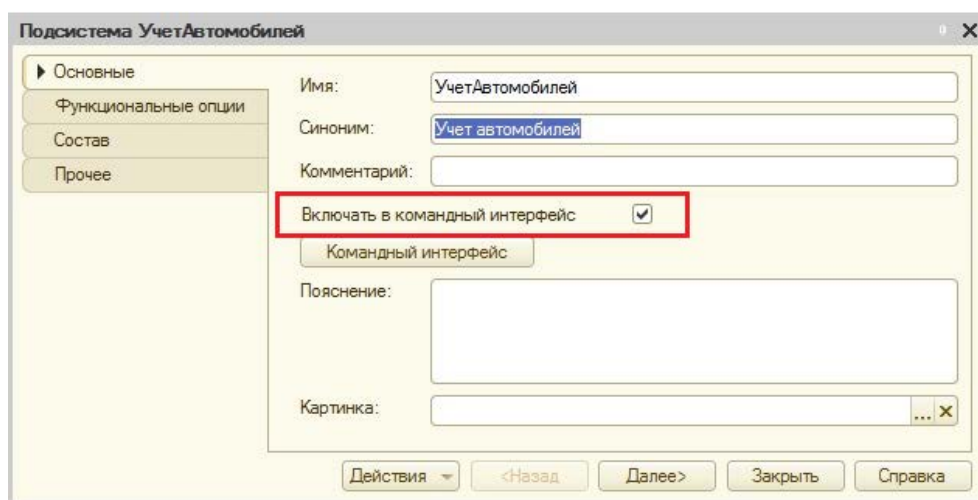 Подсистема УчетАвтомобилей
Основные
Функциональные опции
Состав
Прочее
Имя: УчетАвтомобилей
Синоним: Учет автомобилей
Комментарий:
Включать в командный интерфейс
Командный интерфейс
Пояснение:
Картинка: ...
Действия <Назад Далее> Закрыть Справка